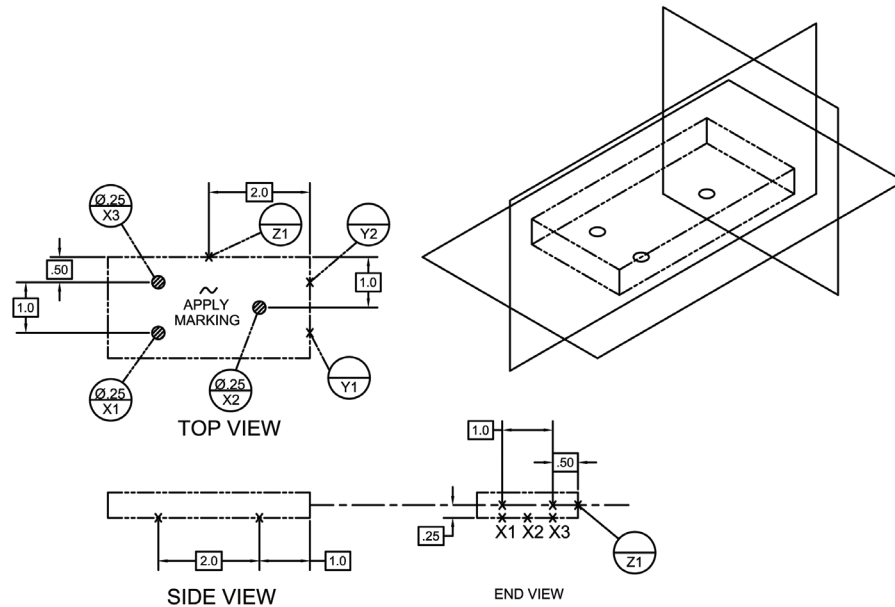 2.0
Ø.25
X3
Z1
Y2
.50
1.0
1.0
APPLY
MARKING
Ø.25
X1
Ø.25
X2
Y1
TOP VIEW
1.0
.50
.25
X1 X2 X3
Z1
2.0
1.0
SIDE VIEW
END VIEW